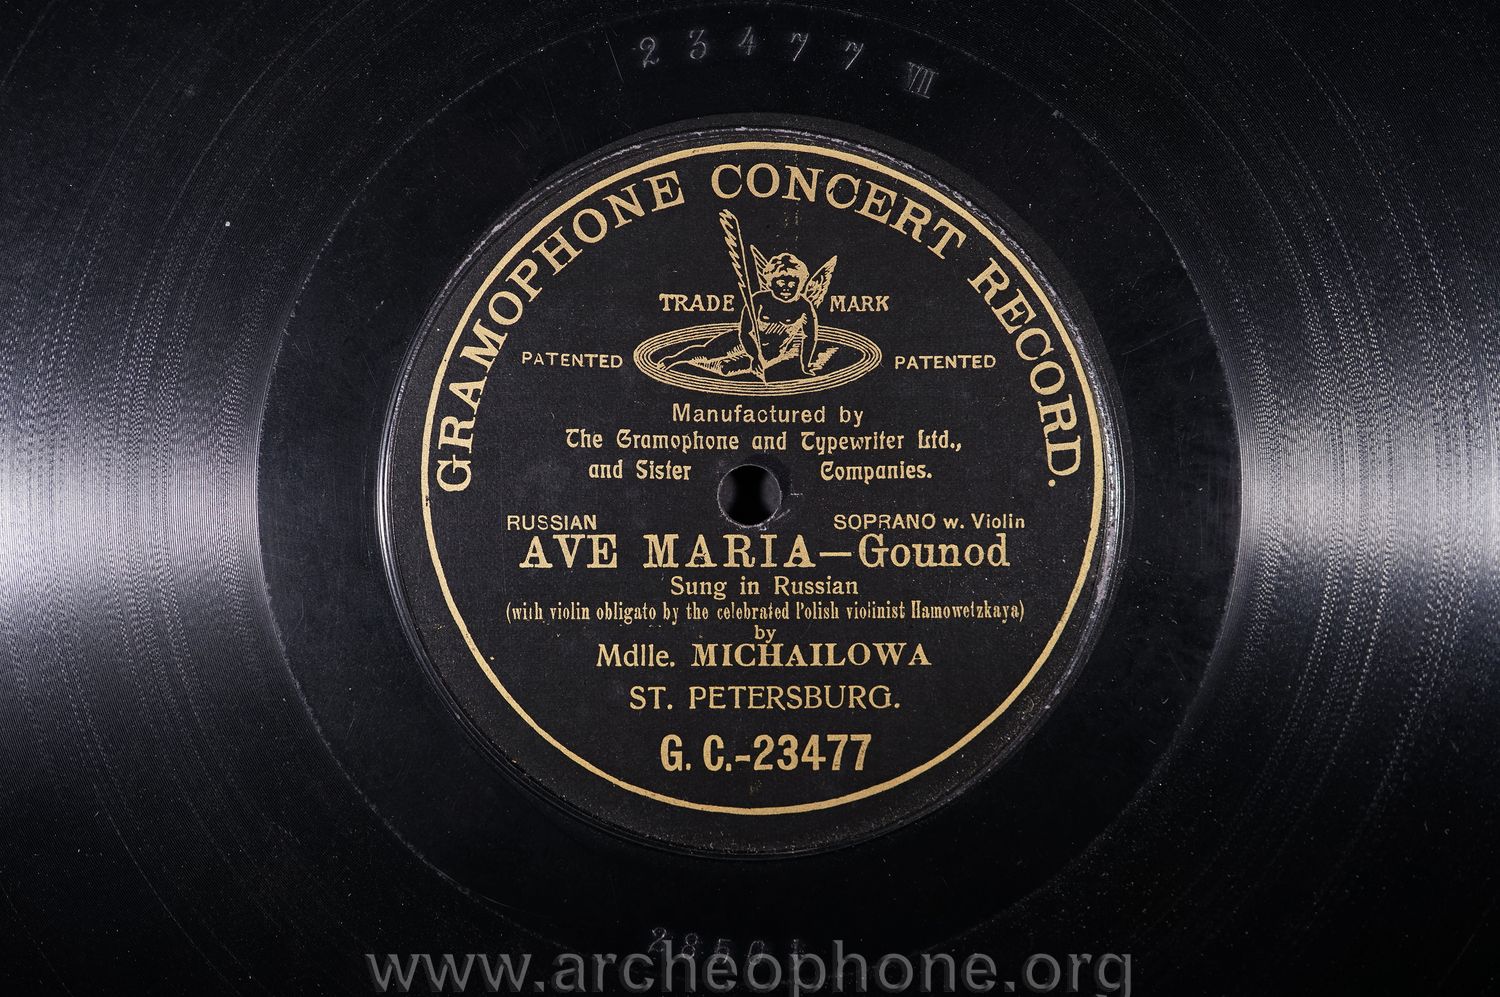 23477 VII
GRAMOPHONE CONCERT RECORD.
TRADE MARK
PATENTED PATENTED
Manufactured by
The Gramophone and Typewriter Ltd.,
and Sister Companies.
RUSSIAN SOPRANO w. Violin
AVE MARIA—Gounod
Sung in Russian
(with violin obligato by the celebrated Polish violinist Hamowetzkaya)
by
Mdlle. MICHAILOWA
ST. PETERSBURG.
G. C.-23477
www.archeophone.org